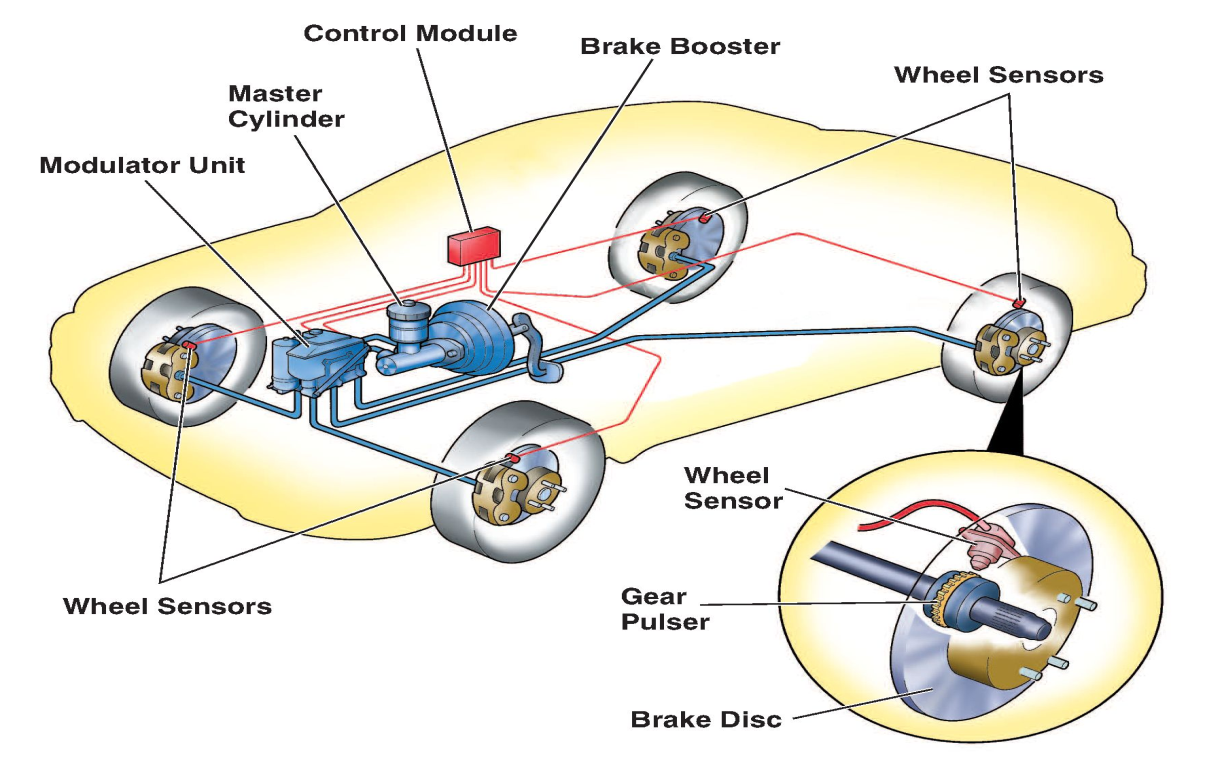 Control Module
Brake Booster
Wheel Sensors
Master
Cylinder
Modulator Unit
Wheel
Sensor
Wheel Sensors
Gear
Pulser
Brake Disc